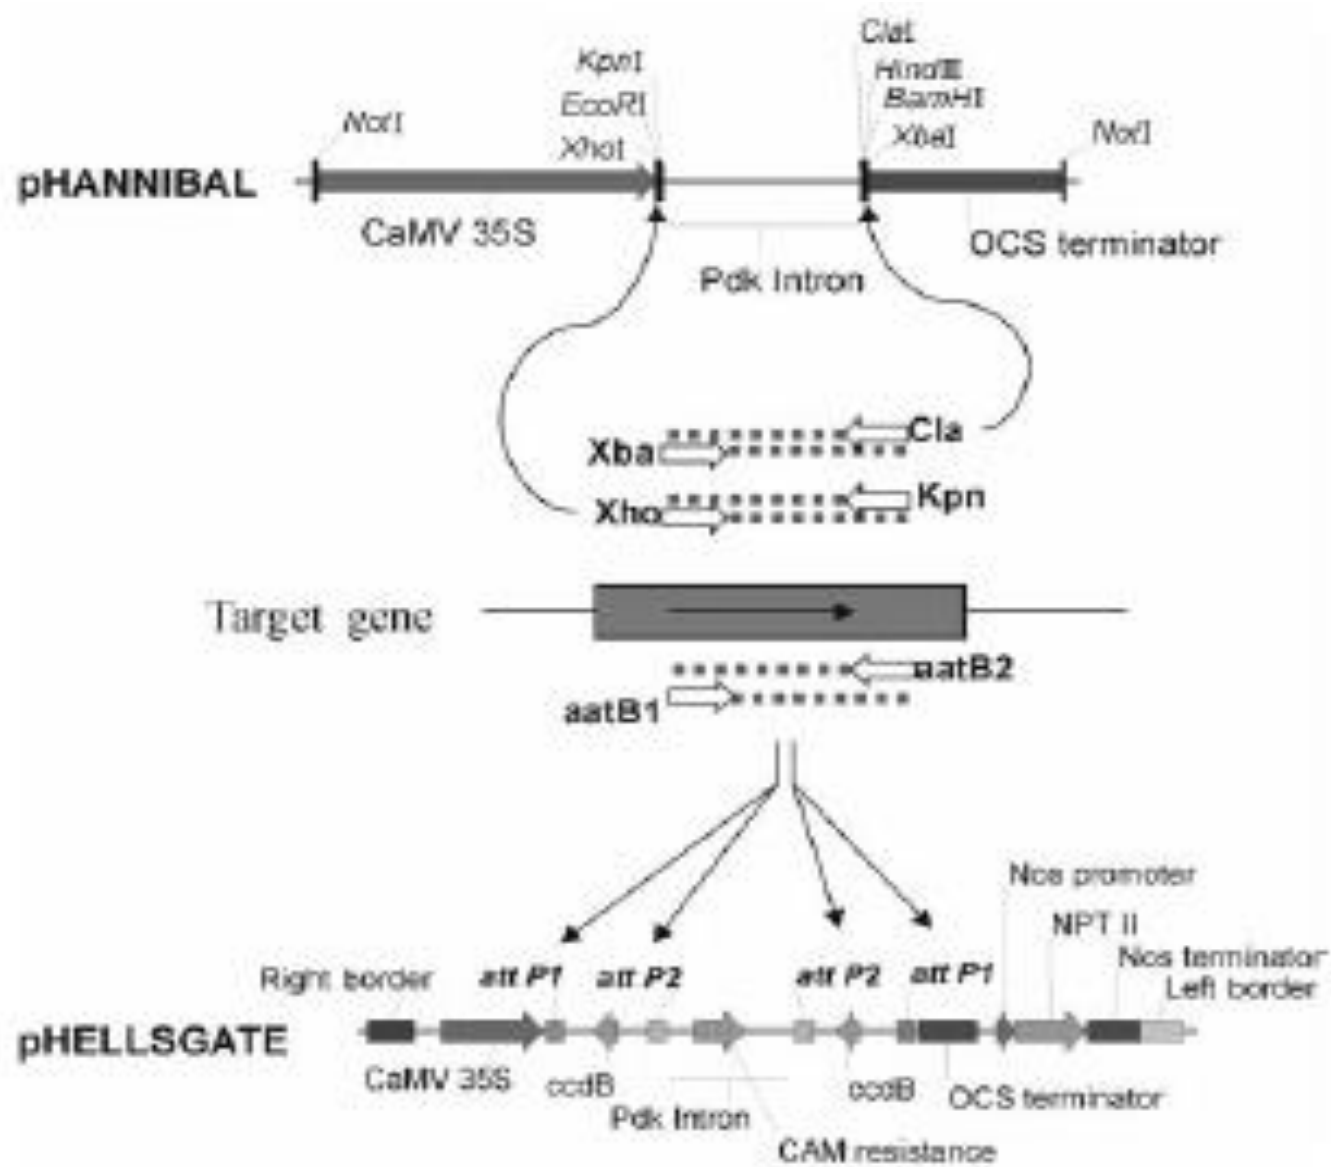 ClaI
KpnI
HindIII
EcoRI
BamHI
NotI
XhoI
XbaI
NotI
pHANNIBAL
CaMV 35S
OCS terminator
Pdk Intron
Xba
Cla
Xho
Kpn
Target gene
aatB2
aatB1
Nos promoter
NPT II
Nos terminator
Right border
att P1
att P2
att P2
att P1
Left border
pHELLSGATE
CaMV 35S
ccdB
Pdk Intron
ccdB
OCS terminator
CAM resistance